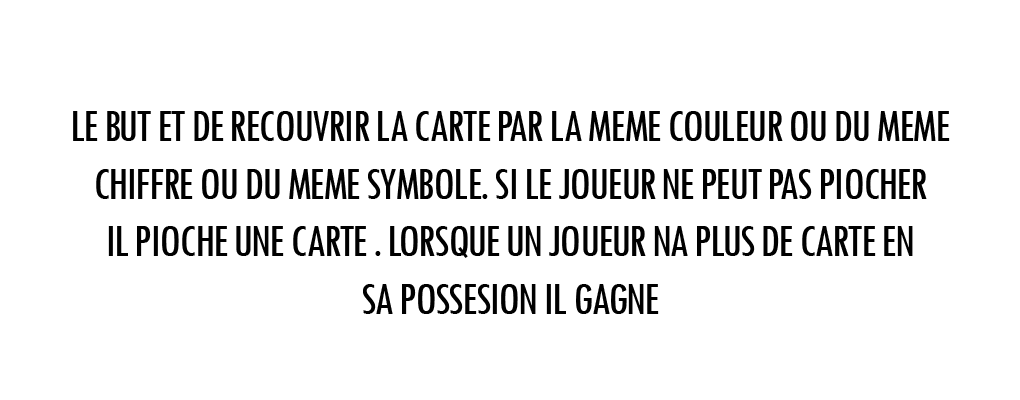 LE BUT ET DE RECOUVRIR LA CARTE PAR LA MEME COULEUR OU DU MEME
CHIFFRE OU DU MEME SYMBOLE. SI LE JOUEUR NE PEUT PAS PIOCHER
IL PIOCHE UNE CARTE . LORSQUE UN JOUEUR NA PLUS DE CARTE EN
SA POSSESION IL GAGNE